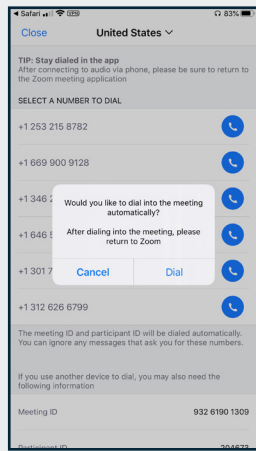 Safari VPN 83%
Close United States
TIP: Stay dialed in the app
After connecting to audio via phone, please be sure to return to
the Zoom meeting application
SELECT A NUMBER TO DIAL
+1 253 215 8782
+1 669 900 9128
+1 346 2
Would you like to dial into the meeting
automatically?
+1 646 5
After dialing into the meeting, please
return to Zoom
+1 301 7
Cancel Dial
+1 312 626 6799
The meeting ID and participant ID will be dialed automatically.
You can ignore any messages that ask you for these numbers.
If you use another device to dial, you may also need the
following information
Meeting ID 932 6190 1309
Participant ID 204673